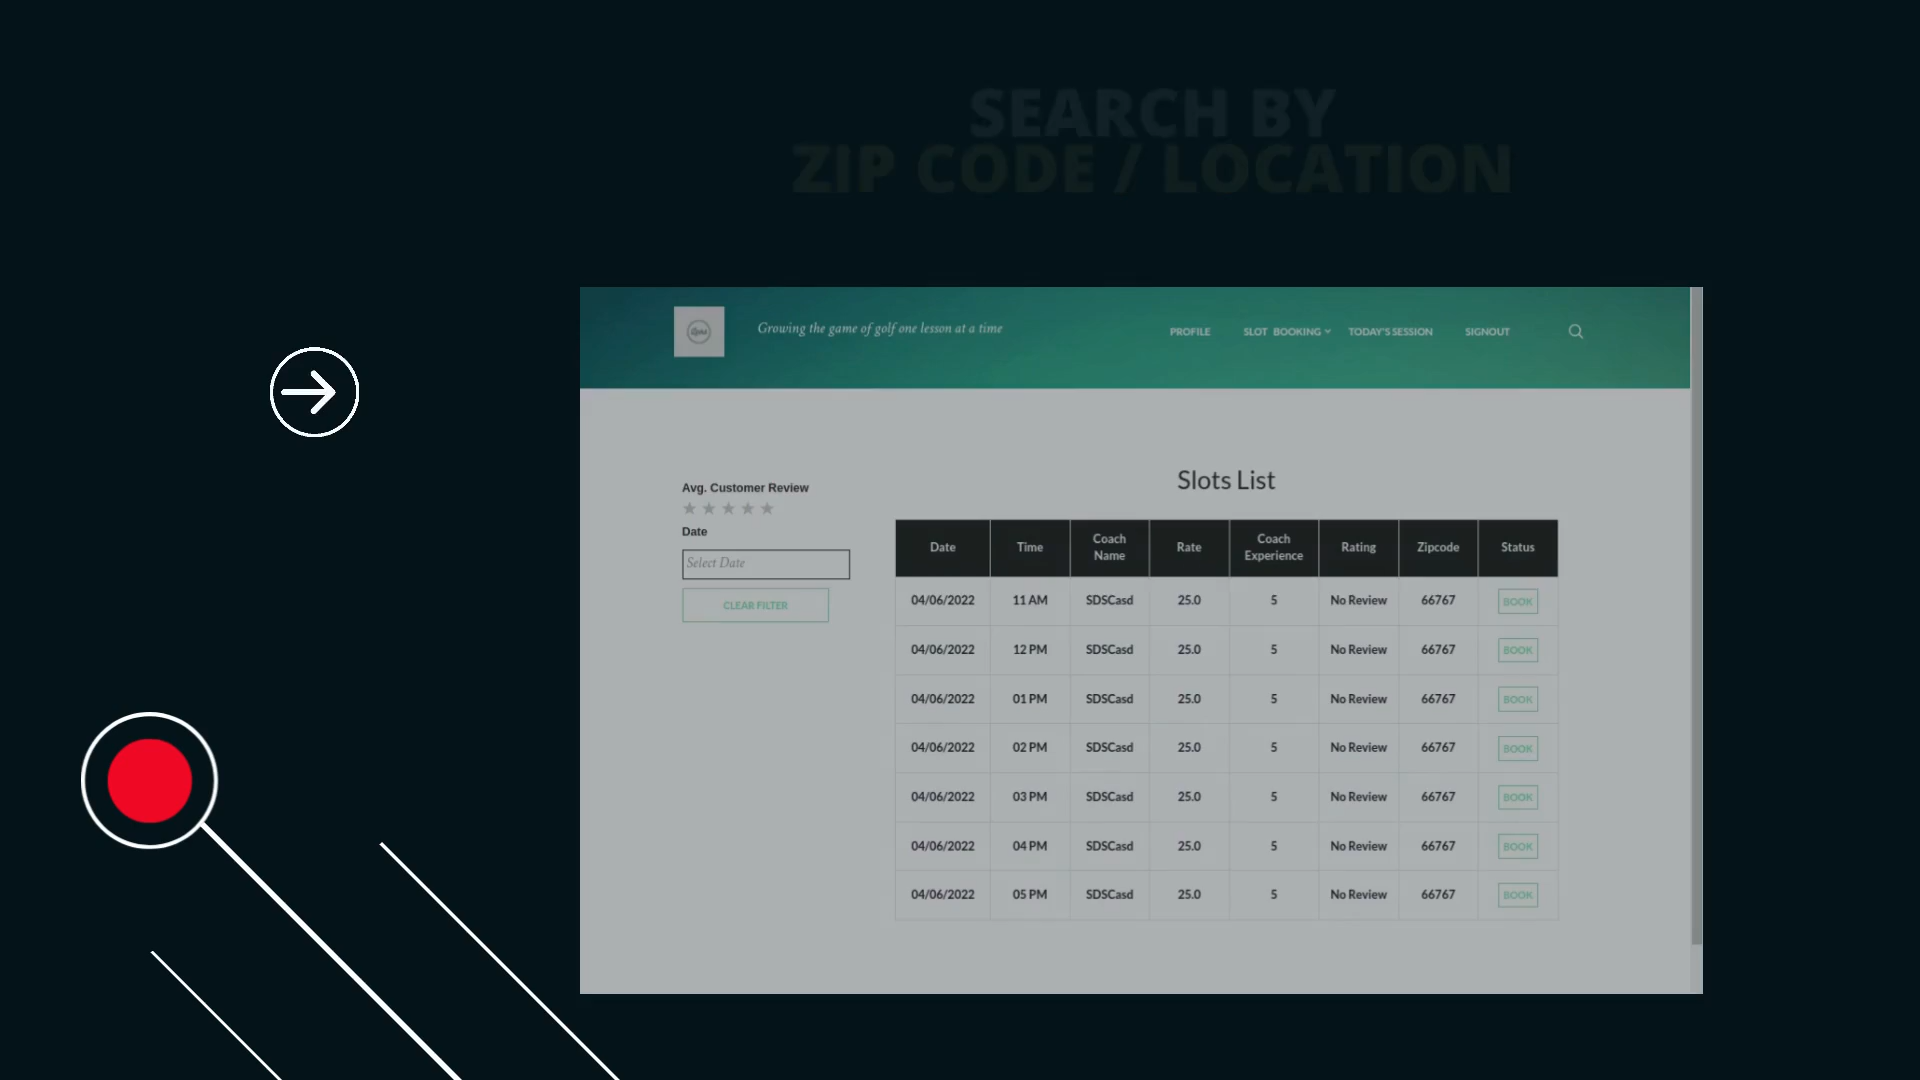 SEARCH BY
ZIP CODE / LOCATION
Growing the game of golf one lesson at a time
PROFILE
SLOT BOOKING
TODAY'S SESSION
SIGNOUT
Slots List
Avg. Customer Review
Date
Select Date
CLEAR FILTER
Date Time Coach Name Rate Coach Experience Rating Zipcode Status
04/06/2022 11 AM SDSCasd 25.0 5 No Review 66767 BOOK
04/06/2022 12 PM SDSCasd 25.0 5 No Review 66767 BOOK
04/06/2022 01 PM SDSCasd 25.0 5 No Review 66767 BOOK
04/06/2022 02 PM SDSCasd 25.0 5 No Review 66767 BOOK
04/06/2022 03 PM SDSCasd 25.0 5 No Review 66767 BOOK
04/06/2022 04 PM SDSCasd 25.0 5 No Review 66767 BOOK
04/06/2022 05 PM SDSCasd 25.0 5 No Review 66767 BOOK